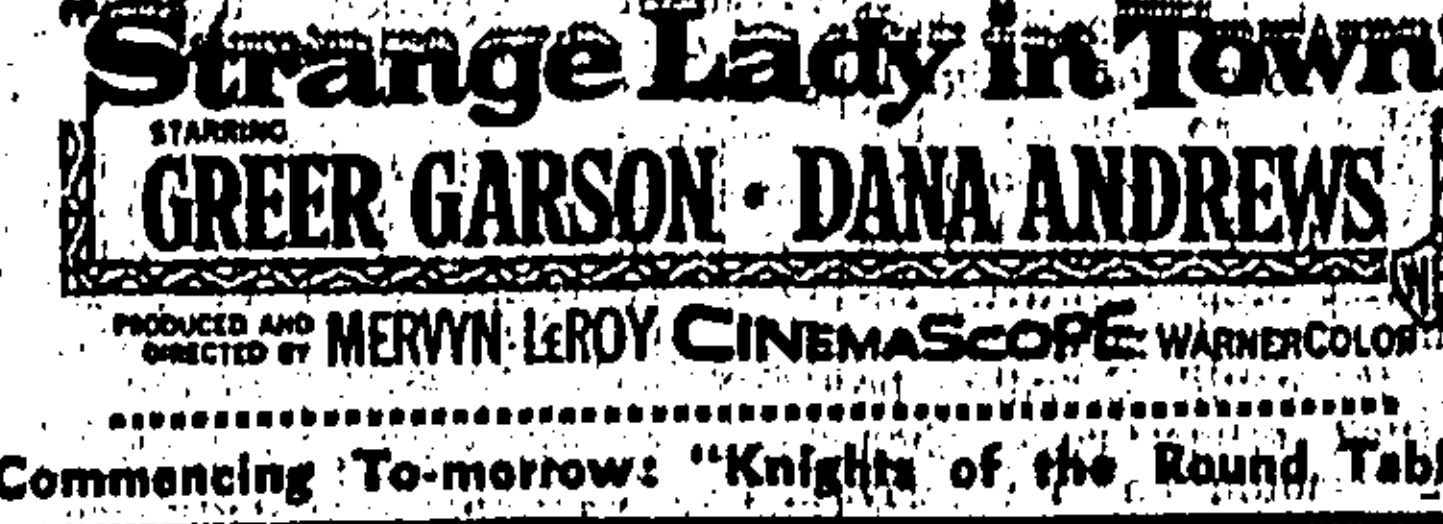 "Strange Lady in Town"
STARRING
GREER GARSON · DANA ANDREWS
PRODUCED AND
DIRECTED BY MERVYN LEROY CINEMASCOPE WARNERCOLOR
Commencing To-morrow: "Knights of the Round Tabl